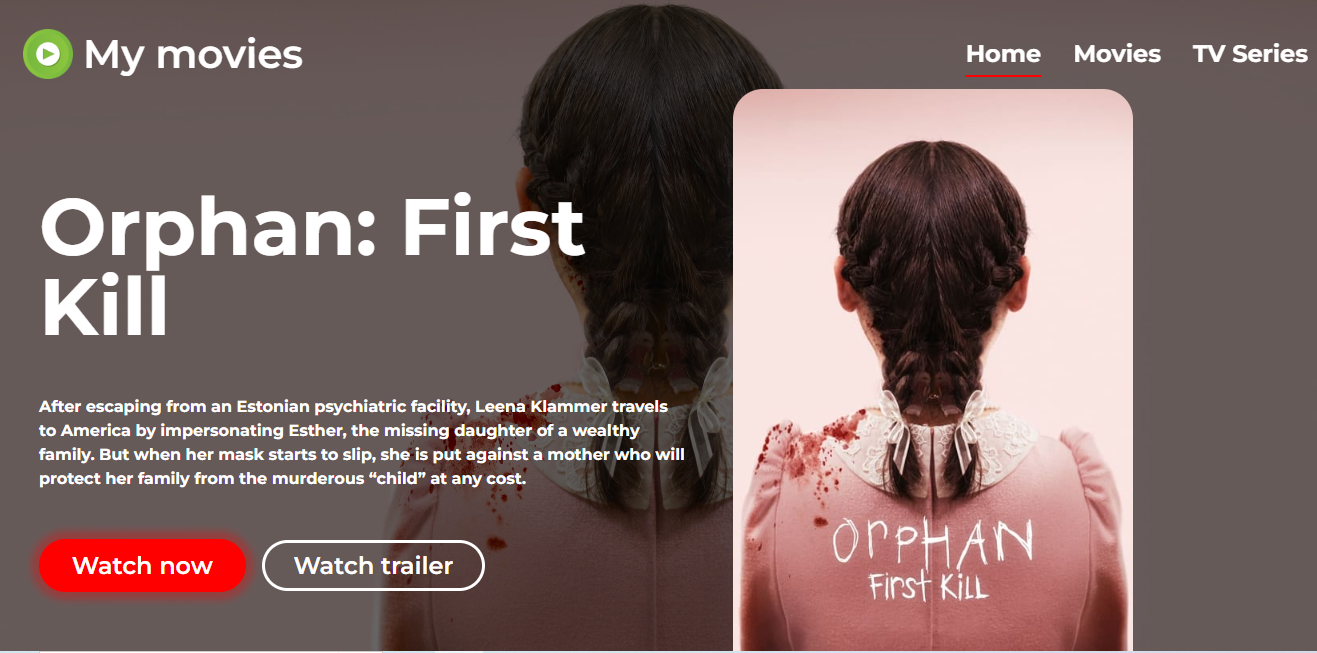 My movies
Home
Movies
TV Series
Orphan: First
Kill
After escaping from an Estonian psychiatric facility, Leena Klammer travels
to America by impersonating Esther, the missing daughter of a wealthy
family. But when her mask starts to slip, she is put against a mother who will
protect her family from the murderous “child” at any cost.
Watch now
Watch trailer
OrpHAN
First KiLL